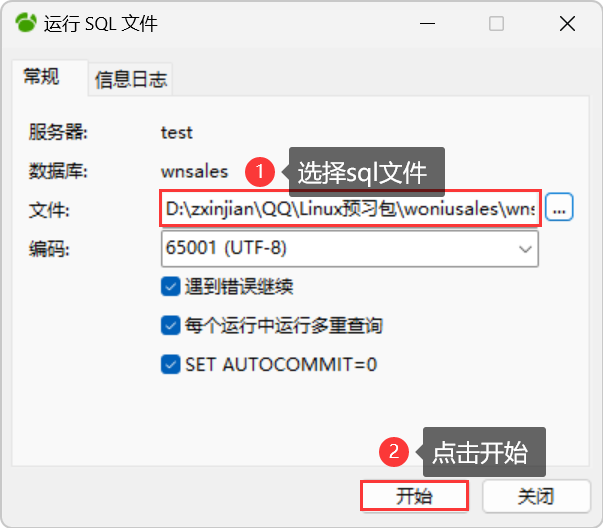 运行 SQL 文件
常规
信息日志
服务器: test
数据库: wnsales
1 选择sql文件
文件: D:\zxinjian\QQ\Linux预习包\woniusales\wns ...
编码: 65001 (UTF-8)
遇到错误继续
每个运行中运行多重查询
SET AUTOCOMMIT=0
2 点击开始
开始 关闭